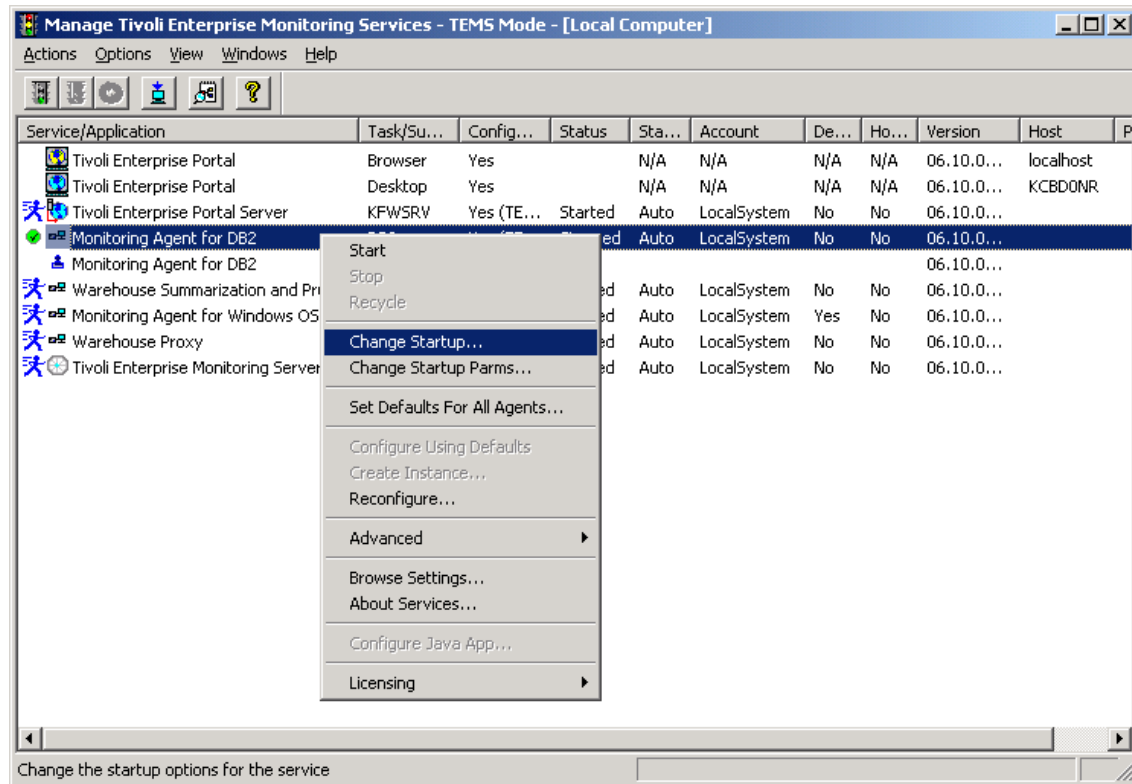 Manage Tivoli Enterprise Monitoring Services - TEMS Mode - [Local Computer]
Actions Options View Windows Help
Service/Application Task/Su... Config... Status Sta... Account De... Ho... Version Host P
Tivoli Enterprise Portal Browser Yes N/A N/A N/A N/A 06.10.0... localhost
Tivoli Enterprise Portal Desktop Yes N/A N/A N/A N/A 06.10.0... KCBD0NR
Tivoli Enterprise Portal Server KFWSRV Yes (TE... Started Auto LocalSystem No No 06.10.0...
Monitoring Agent for DB2 ed Auto LocalSystem No No 06.10.0...
Monitoring Agent for DB2 06.10.0...
Warehouse Summarization and Pru ed Auto LocalSystem No No 06.10.0...
Monitoring Agent for Windows OS ed Auto LocalSystem Yes No 06.10.0...
Warehouse Proxy ed Auto LocalSystem No No 06.10.0...
Tivoli Enterprise Monitoring Server ed Auto LocalSystem No No 06.10.0...
Start
Stop
Recycle
Change Startup...
Change Startup Parms...
Set Defaults For All Agents...
Configure Using Defaults
Create Instance...
Reconfigure...
Advanced
Browse Settings...
About Services...
Configure Java App...
Licensing
Change the startup options for the service